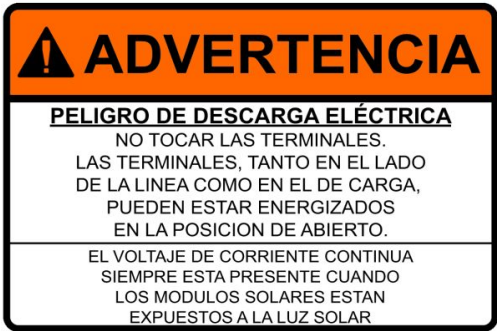 ADVERTENCIA
PELIGRO DE DESCARGA ELÉCTRICA
NO TOCAR LAS TERMINALES.
LAS TERMINALES, TANTO EN EL LADO
DE LA LINEA COMO EN EL DE CARGA,
PUEDEN ESTAR ENERGIZADOS
EN LA POSICION DE ABIERTO.
EL VOLTAJE DE CORRIENTE CONTINUA
SIEMPRE ESTA PRESENTE CUANDO
LOS MODULOS SOLARES ESTAN
EXPUESTOS A LA LUZ SOLAR